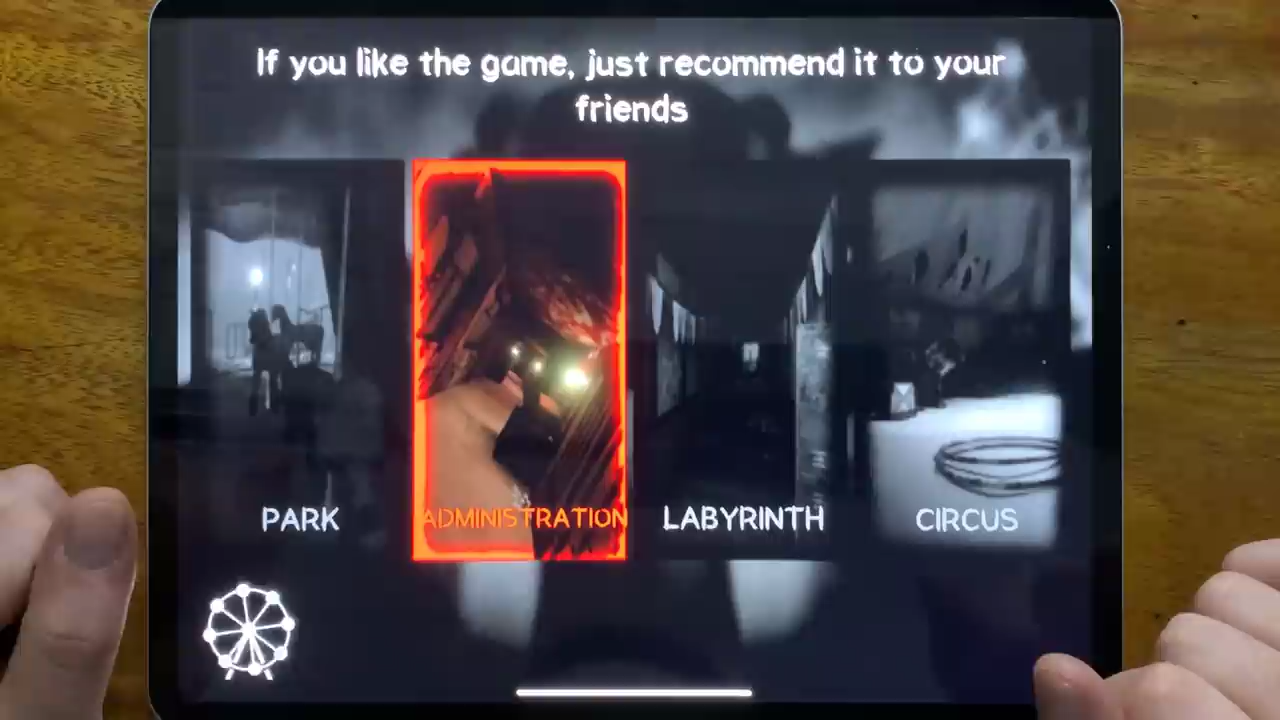 If you like the game, just recommend it to your
friends
PARK
ADMINISTRATION
LABYRINTH
CIRCUS